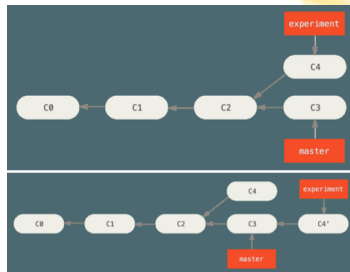 experiment
C4
C0 C1 C2 C3
master
C4 experiment
C0 C1 C2 C3 C4'
master